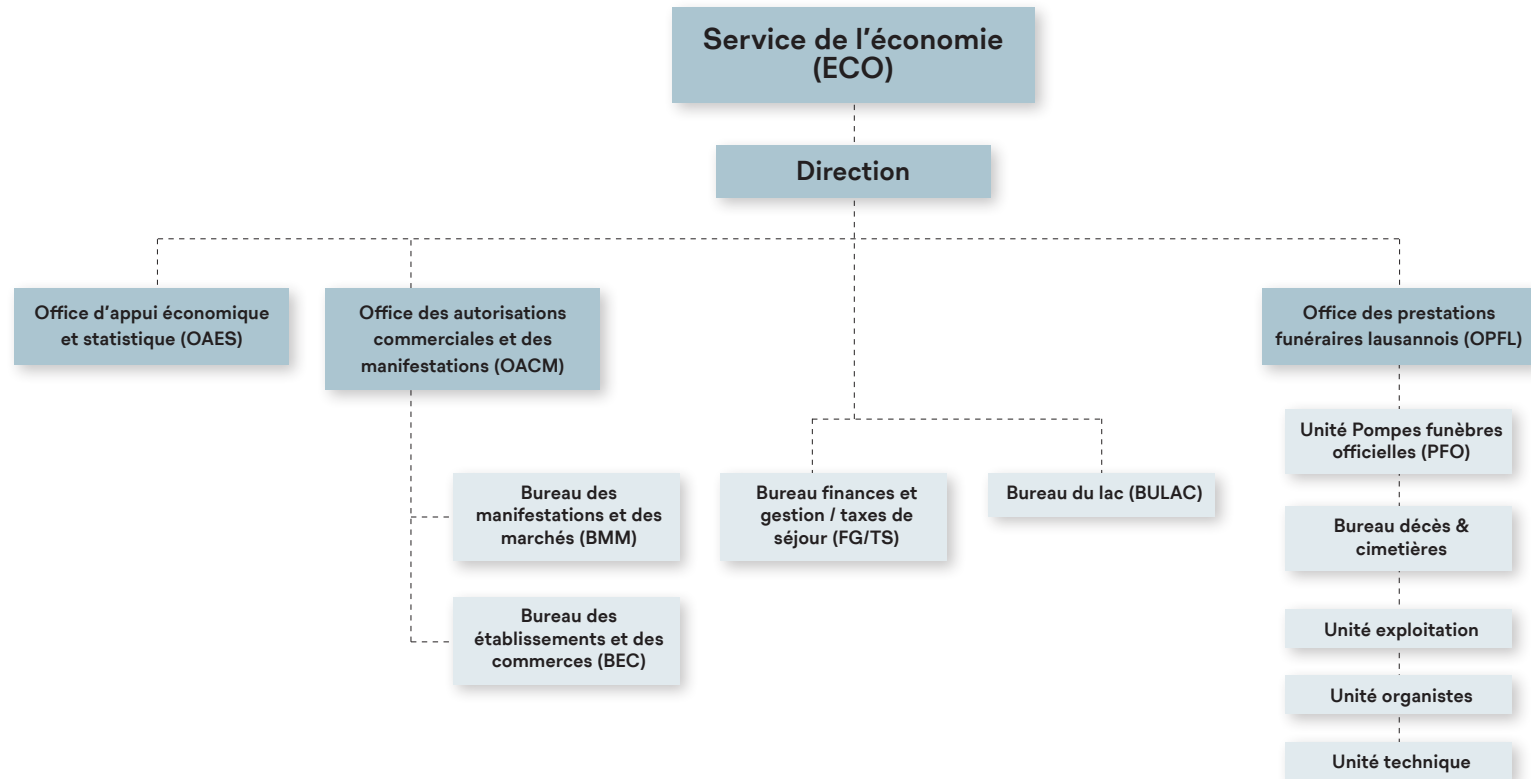 Service de l’économie
(ECO)
Direction
Office d’appui économique
et statistique (OAES)
Office des autorisations
commerciales et des
manifestations (OACM)
Office des prestations
funéraires lausannois (OPFL)
Bureau des
manifestations et des
marchés (BMM)
Bureau des
établissements et des
commerces (BEC)
Bureau finances et
gestion / taxes de
séjour (FG/TS)
Bureau du lac (BULAC)
Unité Pompes funèbres
officielles (PFO)
Bureau décès &
cimetières
Unité exploitation
Unité organistes
Unité technique